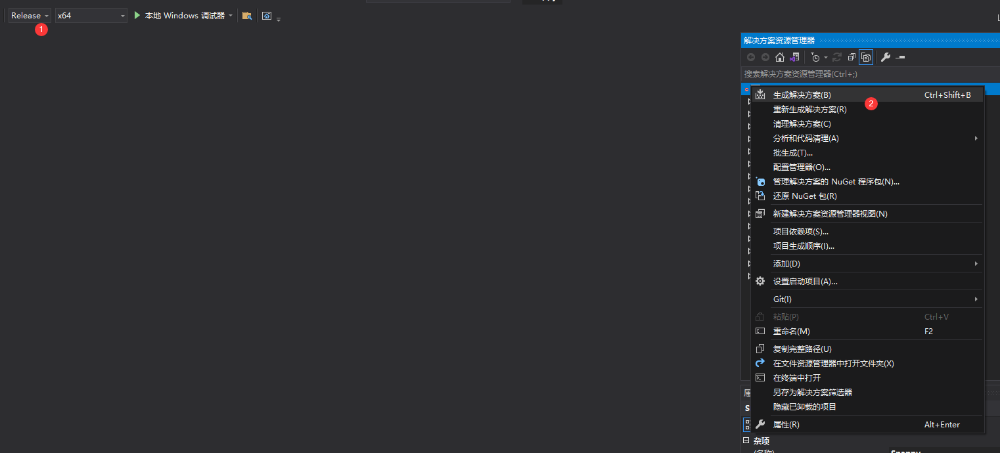 Release
x64
本地 Windows 调试器
1
解决方案资源管理器
搜索解决方案资源管理器(Ctrl+;)
生成解决方案(B) Ctrl+Shift+B
2
重新生成解决方案(R)
清理解决方案(C)
分析和代码清理(A)
批生成(T)...
配置管理器(O)...
管理解决方案的 NuGet 程序包(N)...
还原 NuGet 包(R)
新建解决方案资源管理器视图(N)
项目依赖项(S)...
项目生成顺序(I)...
添加(D)
设置启动项目(A)...
Git(I)
粘贴(P) Ctrl+V
重命名(M) F2
复制完整路径(U)
在文件资源管理器中打开文件夹(X)
在终端中打开
另存为解决方案筛选器
隐藏已卸载的项目
属
S
属性(R) Alt+Enter
杂项
(名称) Snappy